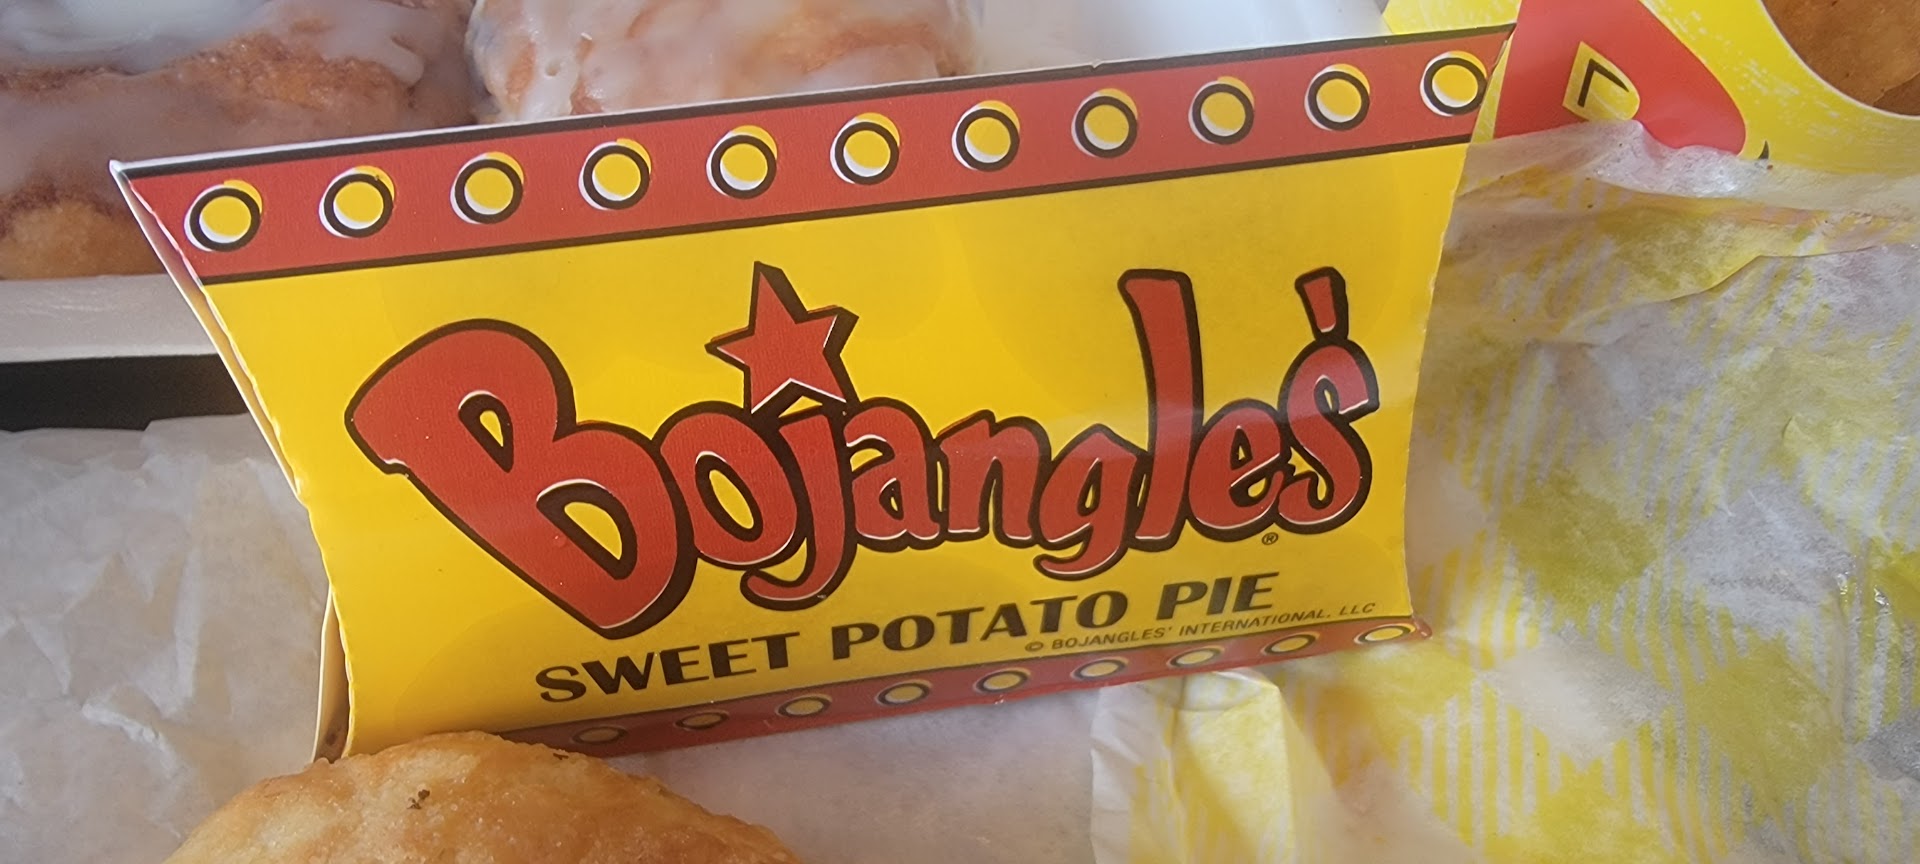 Bojangles'
®
SWEET POTATO PIE
© BOJANGLES' INTERNATIONAL, LLC